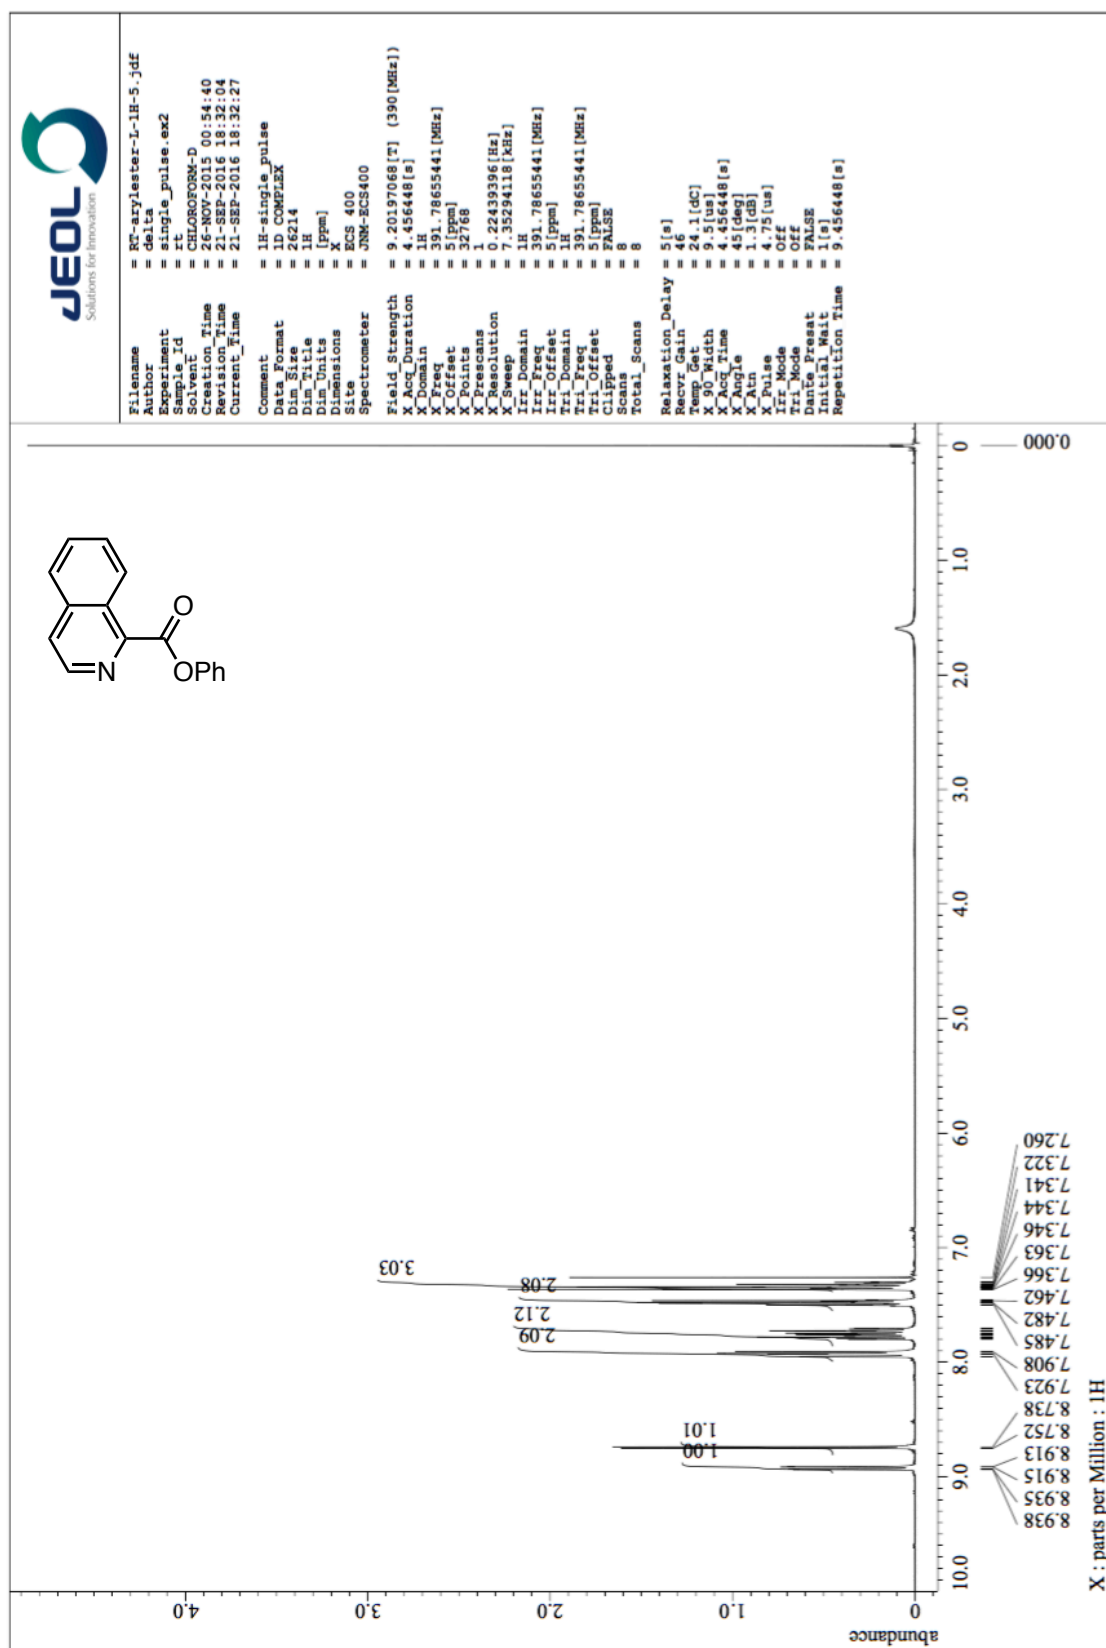 JEOL
Solutions for Innovation
Filename = RT-arylester-L-1H-5.jdf
Author = delta
Experiment = single_pulse.ex2
Sample_Id = rt
Solvent = CHLOROFORM-D
Creation_Time = 26-NOV-2015 00:54:40
Revision_Time = 21-SEP-2016 18:32:04
Current_Time = 21-SEP-2016 18:32:27
Comment = 1H-single_pulse
Data_Format = 1D COMPLEX
Dim_Size = 26214
Dim_Title = 1H
Dim_Units = [ppm]
Dimensions = X
Site = ECS 400
Spectrometer = JNM-ECS400
Field_Strength = 9.20197068[T] (390[MHz])
X_Acq_Duration = 4.456448[s]
X_Domain = 1H
X_Freq = 391.78655441[MHz]
X_Offset = 5[ppm]
X_Points = 32768
X_Prescans = 1
X_Resolution = 0.22439396[Hz]
X_Sweep = 7.35294118[kHz]
Irr_Domain = 1H
Irr_Freq = 391.78655441[MHz]
Irr_Offset = 5[ppm]
Tri_Domain = 1H
Tri_Freq = 391.78655441[MHz]
Tri_Offset = 5[ppm]
Clipped = FALSE
Scans = 8
Total_Scans = 8
Relaxation_Delay = 5[s]
Recvr_Gain = 46
Temp_Get = 24.1[dC]
X_90_Width = 9.5[us]
X_Acq_Time = 4.456448[s]
X_Angle = 45[deg]
X_Atn = 1.3[dB]
X_Pulse = 4.75[us]
Irr_Mode = Off
Tri_Mode = Off
Dante_Presat = FALSE
Initial_Wait = 1[s]
Repetition_Time = 9.456448[s]
N
O
OPh
abundance
0 1.0 2.0 3.0 4.0
1.00
1.01
2.09
2.12
2.08
3.03
10.0 9.0 8.0 7.0 6.0 5.0 4.0 3.0 2.0 1.0 0
8.938
8.935
8.915
8.913
8.752
8.738
7.923
7.908
7.485
7.482
7.462
7.366
7.363
7.346
7.344
7.341
7.322
7.260
0.000
X : parts per Million : 1H